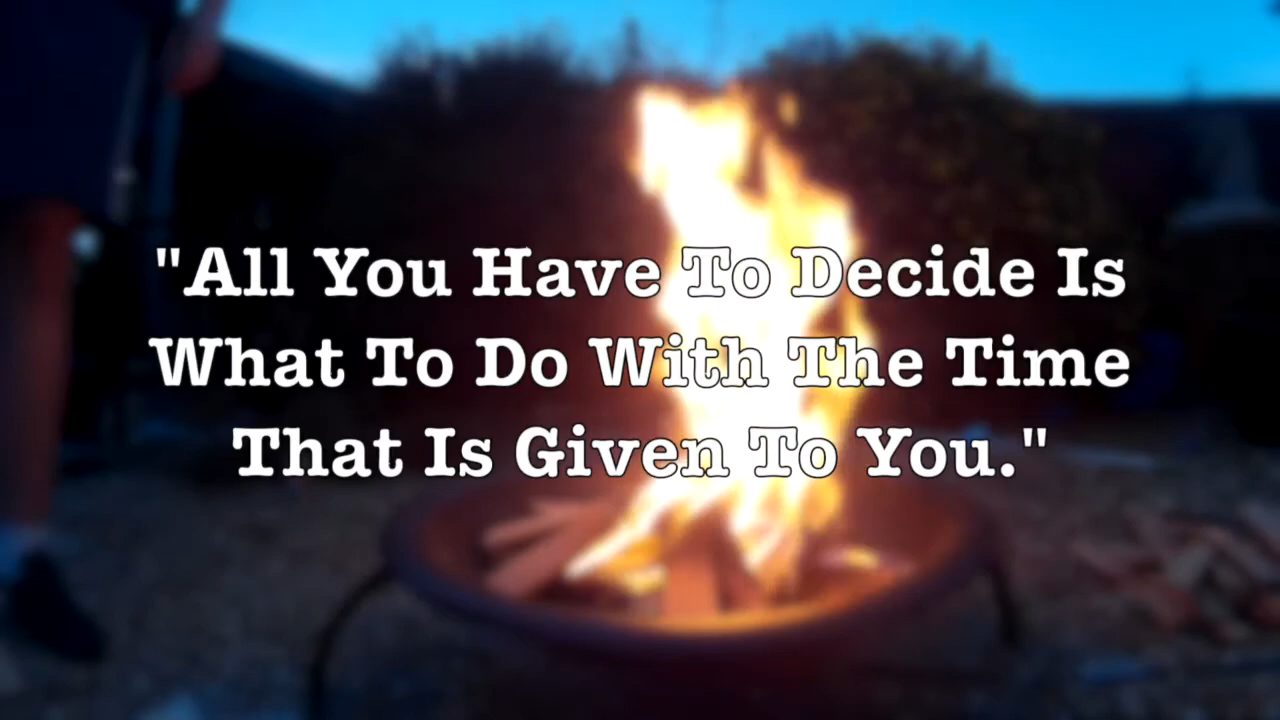 "All You Have To Decide Is
What To Do With The Time
That Is Given To You."